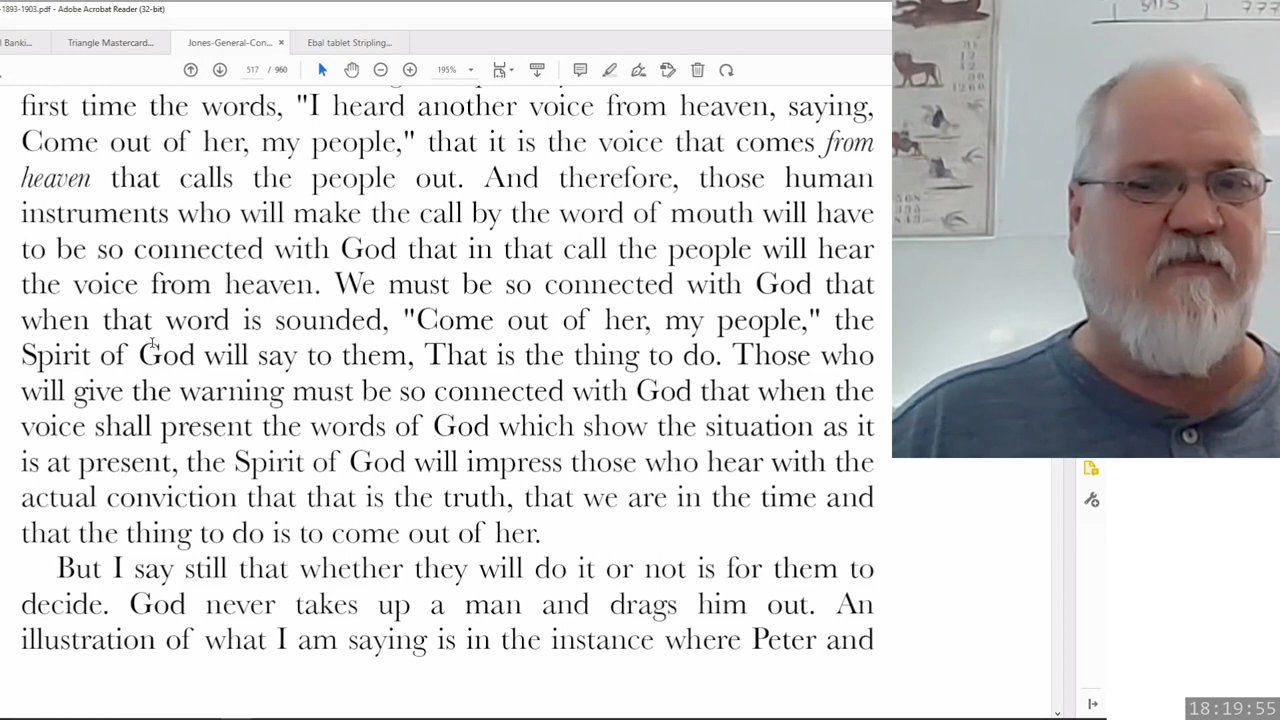 -1893-1903.pdf - Adobe Acrobat Reader (32-bit)
l Banki...
Triangle Mastercard...
Jones-General-Con...
Ebal tablet Stripling...
517 / 960
195%
first time the words, "I heard another voice from heaven, saying,
Come out of her, my people," that it is the voice that comes from
heaven that calls the people out. And therefore, those human
instruments who will make the call by the word of mouth will have
to be so connected with God that in that call the people will hear
the voice from heaven. We must be so connected with God that
when that word is sounded, "Come out of her, my people," the
Spirit of God will say to them, That is the thing to do. Those who
will give the warning must be so connected with God that when the
voice shall present the words of God which show the situation as it
is at present, the Spirit of God will impress those who hear with the
actual conviction that that is the truth, that we are in the time and
that the thing to do is to come out of her.
But I say still that whether they will do it or not is for them to
decide. God never takes up a man and drags him out. An
illustration of what I am saying is in the instance where Peter and
777
18:19:55